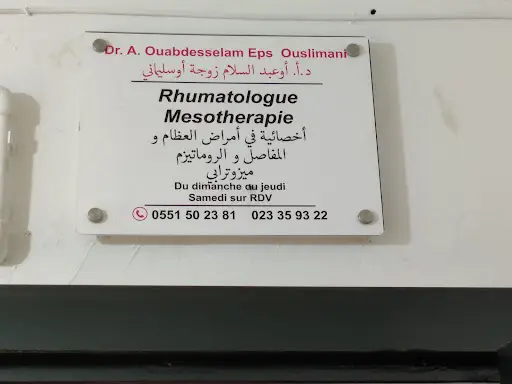 Dr. A. Ouabdesselam Eps Ouslimani
د.أ. أوعبد السلام زوجة أوسليماني
Rhumatologue
Mesotherapie
أخصائية في أمراض العظام و
المفاصل و الروماتيزم
ميزوترابي
Du dimanche au jeudi
Samedi sur RDV
0551 50 23 81 023 35 93 22